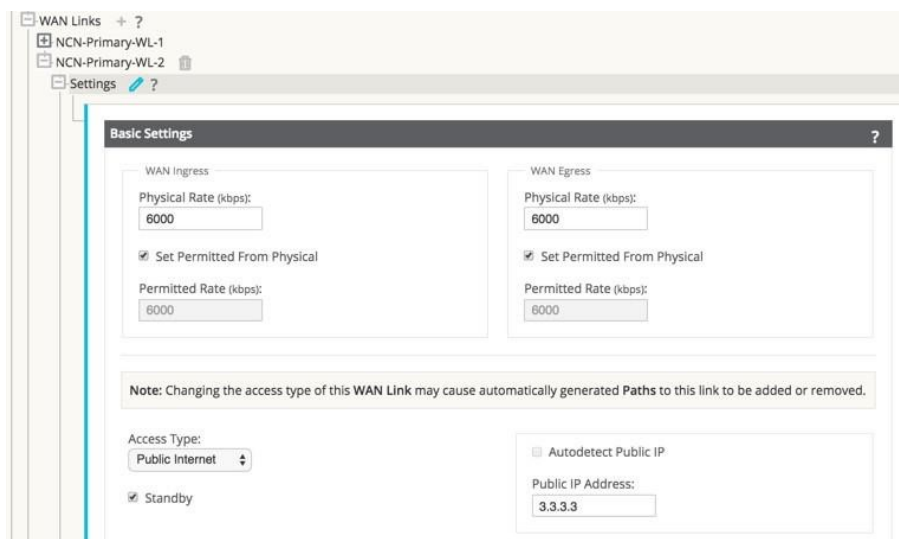 WAN Links + ?
NCN-Primary-WL-1
NCN-Primary-WL-2
Settings ?
Basic Settings ?
WAN Ingress
Physical Rate (kbps):
6000
Set Permitted From Physical
Permitted Rate (kbps):
6000
WAN Egress
Physical Rate (kbps):
6000
Set Permitted From Physical
Permitted Rate (kbps):
6000
Note: Changing the access type of this WAN Link may cause automatically generated Paths to this link to be added or removed.
Access Type:
Public Internet
Standby
Autodetect Public IP
Public IP Address:
3.3.3.3